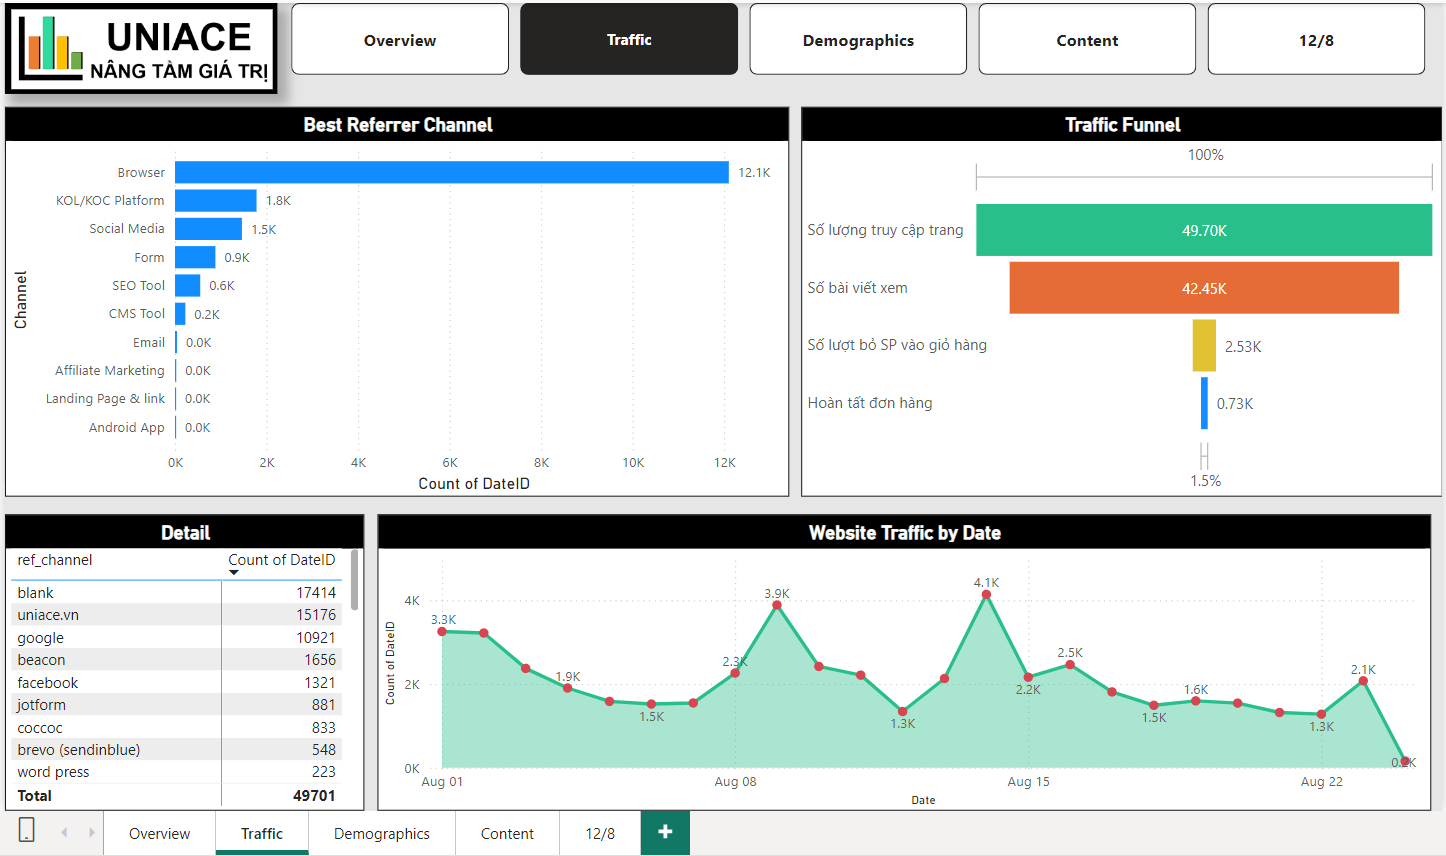 UNIACE
NÂNG TẦM GIÁ TRỊ
Overview
Traffic
Demographics
Content
12/8
Best Referrer Channel
Channel
Browser 12.1K
KOL/KOC Platform 1.8K
Social Media 1.5K
Form 0.9K
SEO Tool 0.6K
CMS Tool 0.2K
Email 0.0K
Affiliate Marketing 0.0K
Landing Page & link 0.0K
Android App 0.0K
0K 2K 4K 6K 8K 10K 12K
Count of DateID
Traffic Funnel
100%
Số lượng truy cập trang 49.70K
Số bài viết xem 42.45K
Số lượt bỏ SP vào giỏ hàng 2.53K
Hoàn tất đơn hàng 0.73K
1.5%
Detail
ref_channel Count of DateID
blank 17414
uniace.vn 15176
google 10921
beacon 1656
facebook 1321
jotform 881
coccoc 833
brevo (sendinblue) 548
word press 223
Total 49701
Website Traffic by Date
Count of DateID
4K
2K
0K
3.3K
1.9K
1.5K
2.3K
3.9K
1.3K
4.1K
2.2K
2.5K
1.5K
1.6K
1.3K
2.1K
0.2K
Aug 01 Aug 08 Aug 15 Aug 22
Date
Overview
Traffic
Demographics
Content
12/8
+